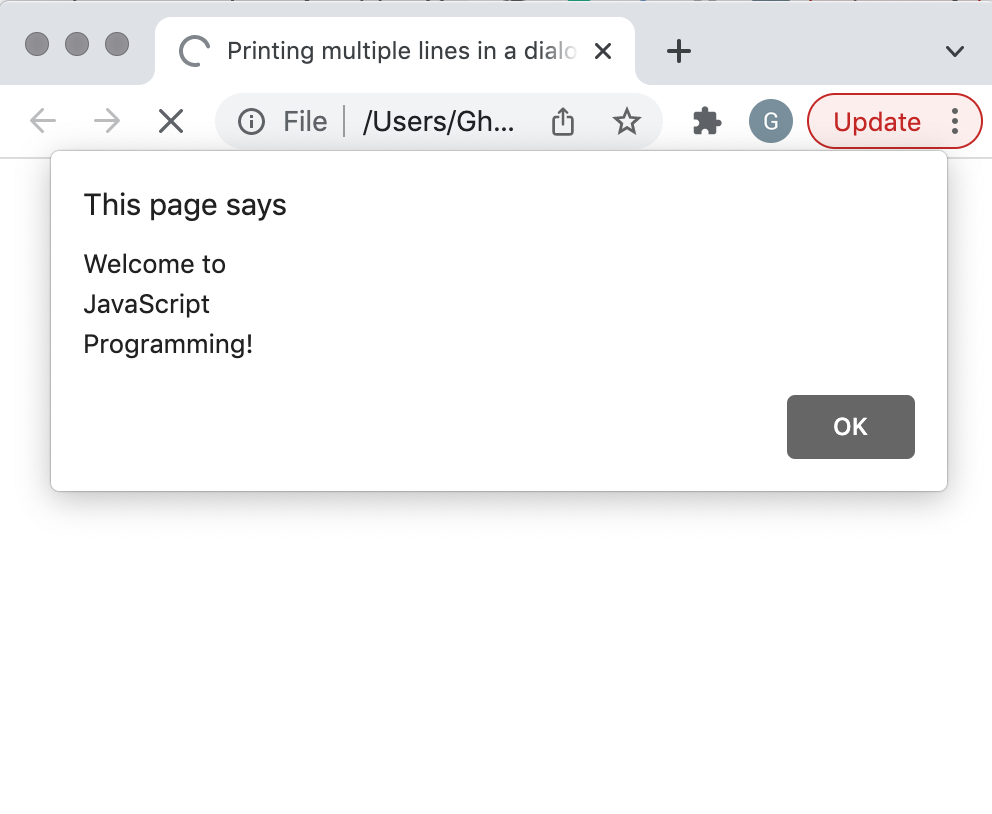 Printing multiple lines in a dialo
File /Users/Gh...
G
Update
This page says
Welcome to
JavaScript
Programming!
OK